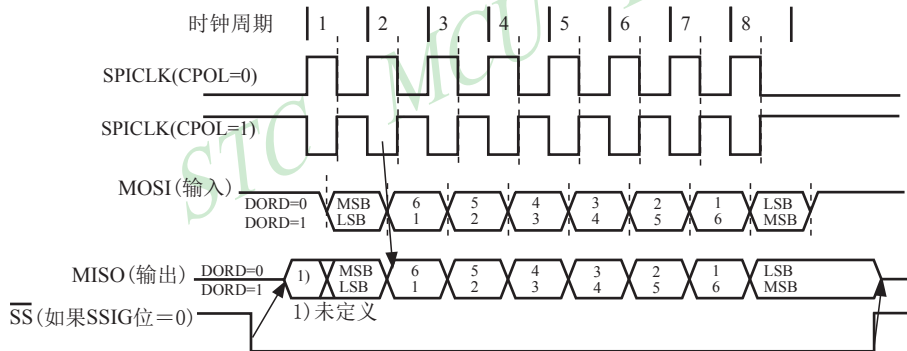 时钟周期 1 2 3 4 5 6 7 8
SPICLK(CPOL=0)
SPICLK(CPOL=1)
MOSI(输入) DORD=0 MSB 6 5 4 3 2 1 LSB
DORD=1 LSB 1 2 3 4 5 6 MSB
MISO(输出) DORD=0 1) MSB 6 5 4 3 2 1 LSB
DORD=1 LSB 1 2 3 4 5 6 MSB
1)未定义
SS(如果SSIG位=0)
STC MCU